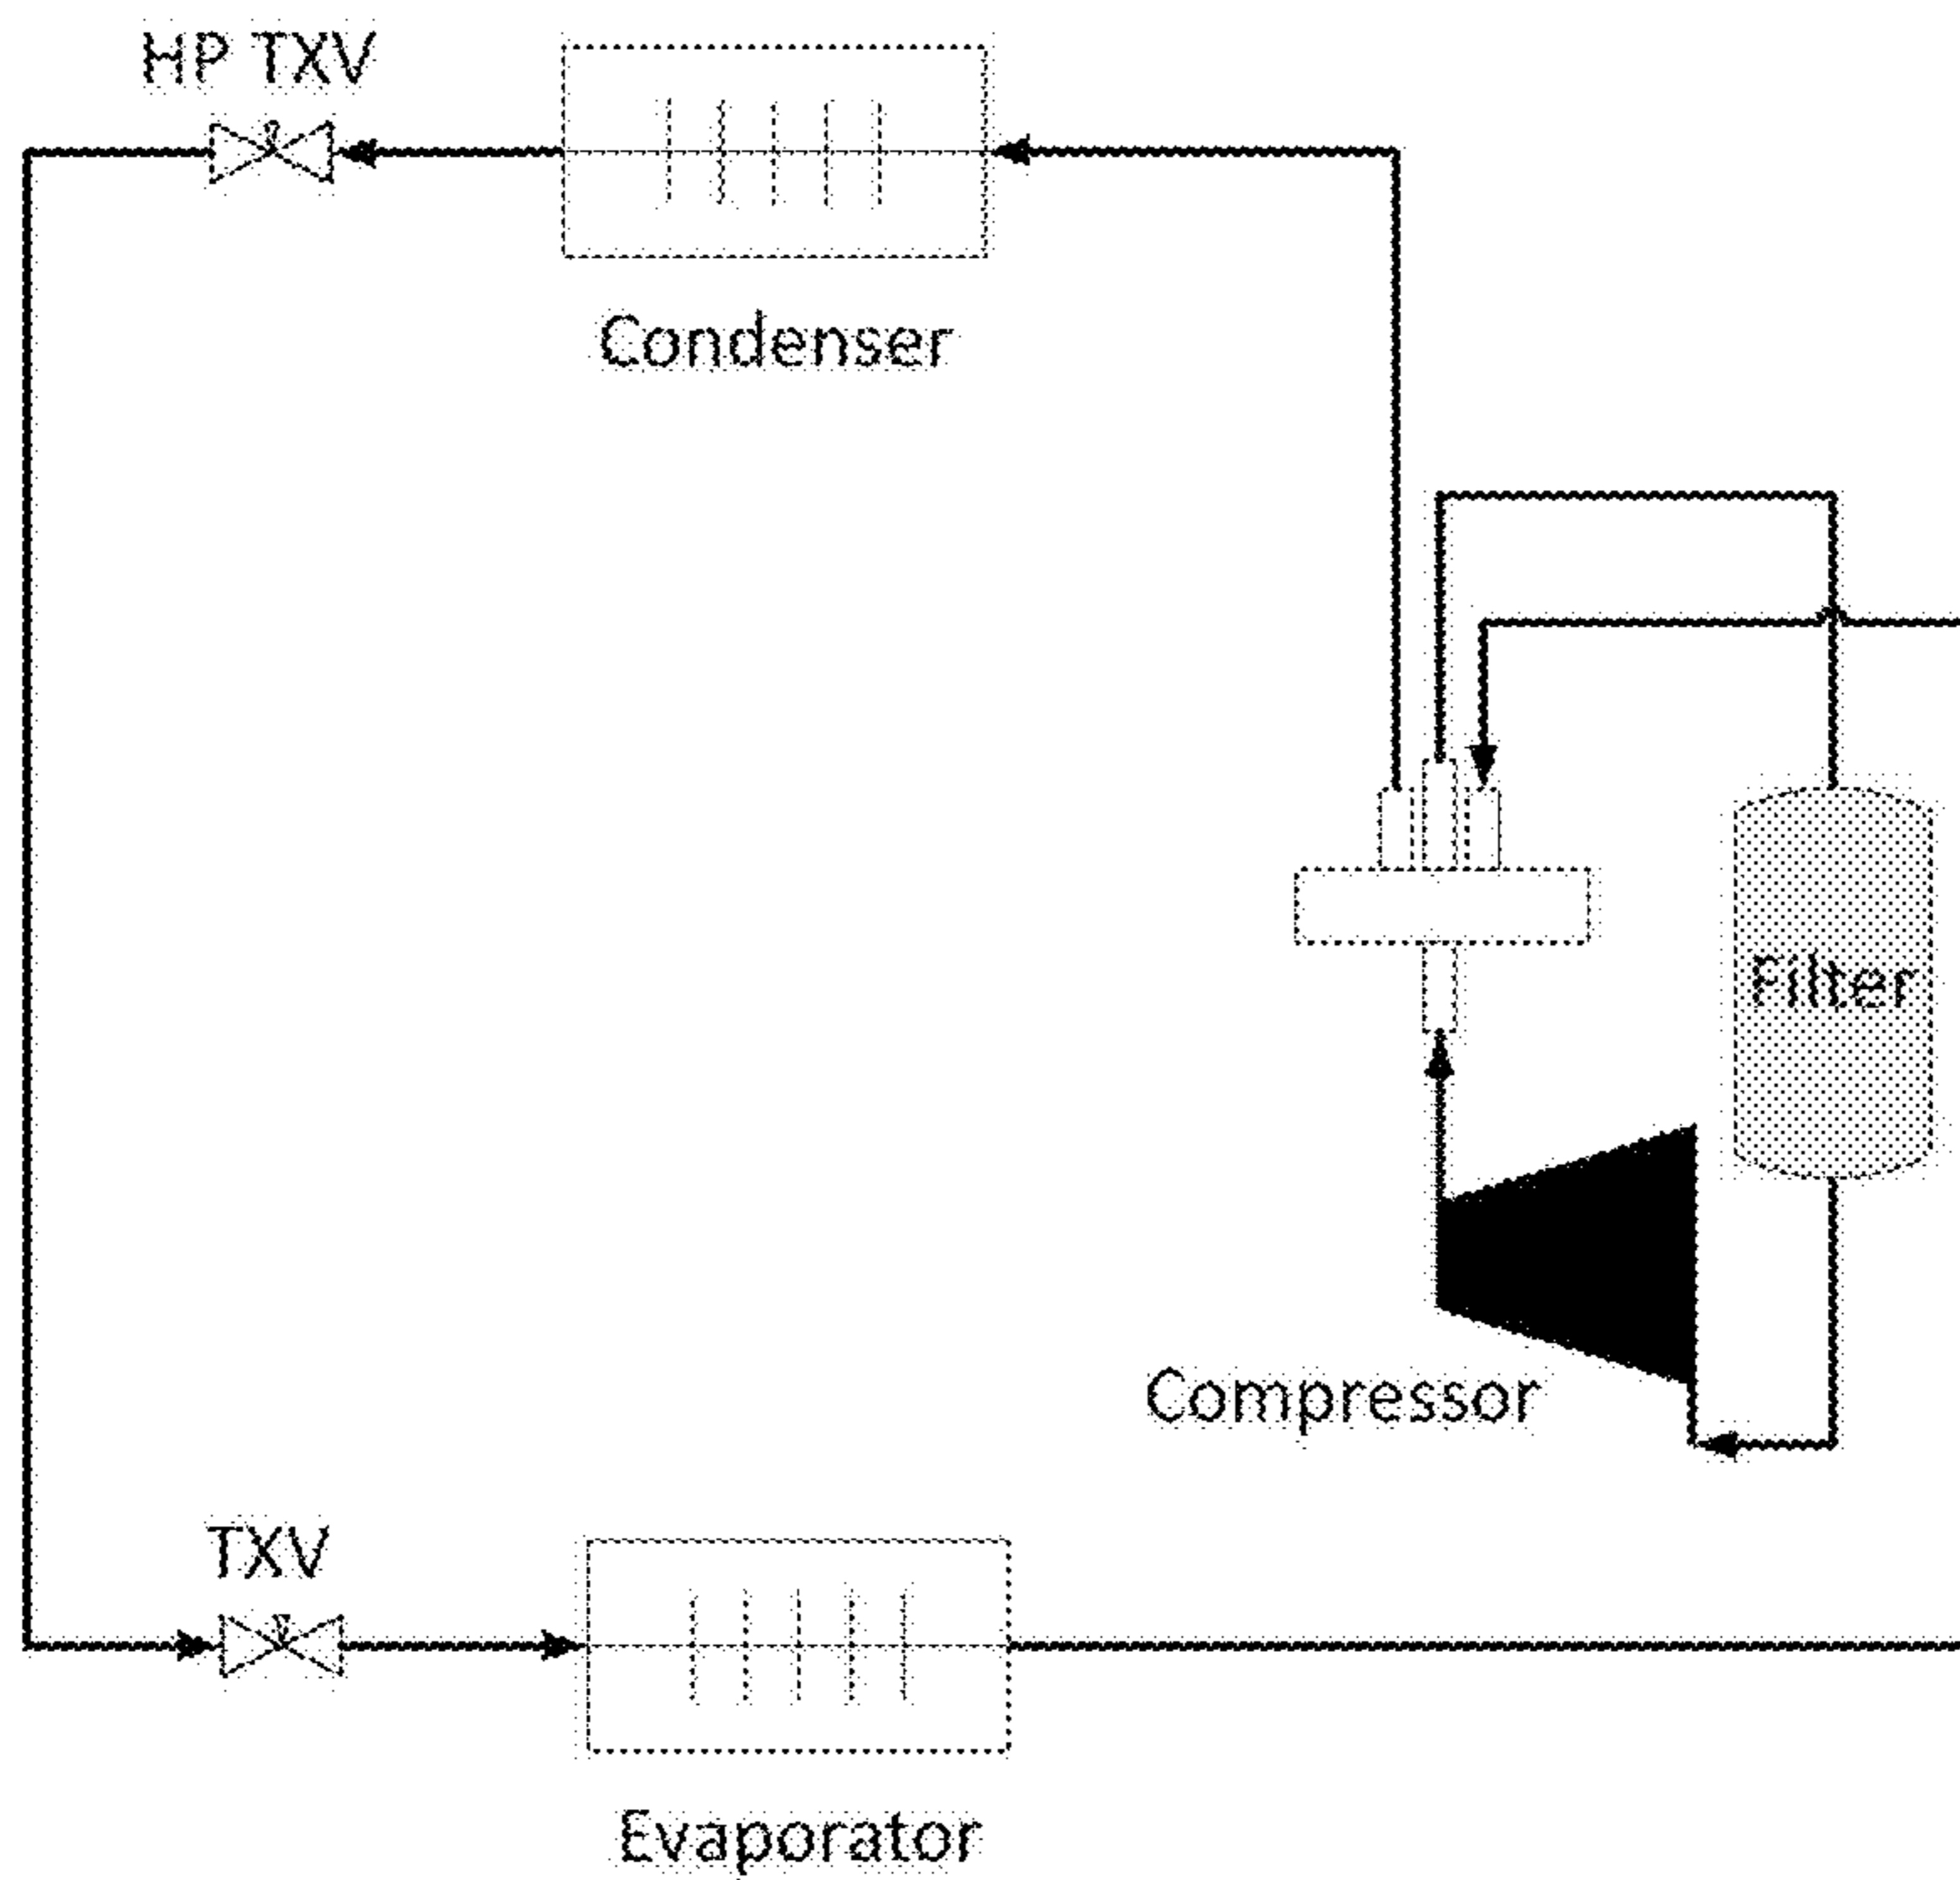 HP TXV
Condenser
Filter
Compressor
TXV
Evaporator